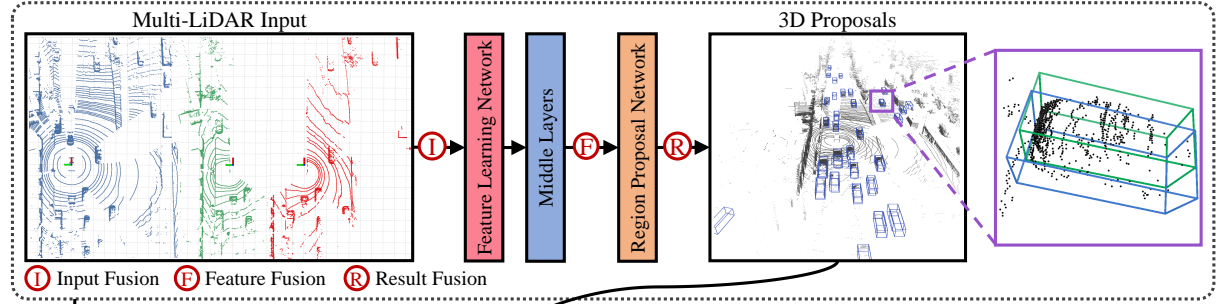 Multi-LiDAR Input
3D Proposals
I
Feature Learning Network
Middle Layers
F
Region Proposal Network
R
I Input Fusion
F Feature Fusion
R Result Fusion